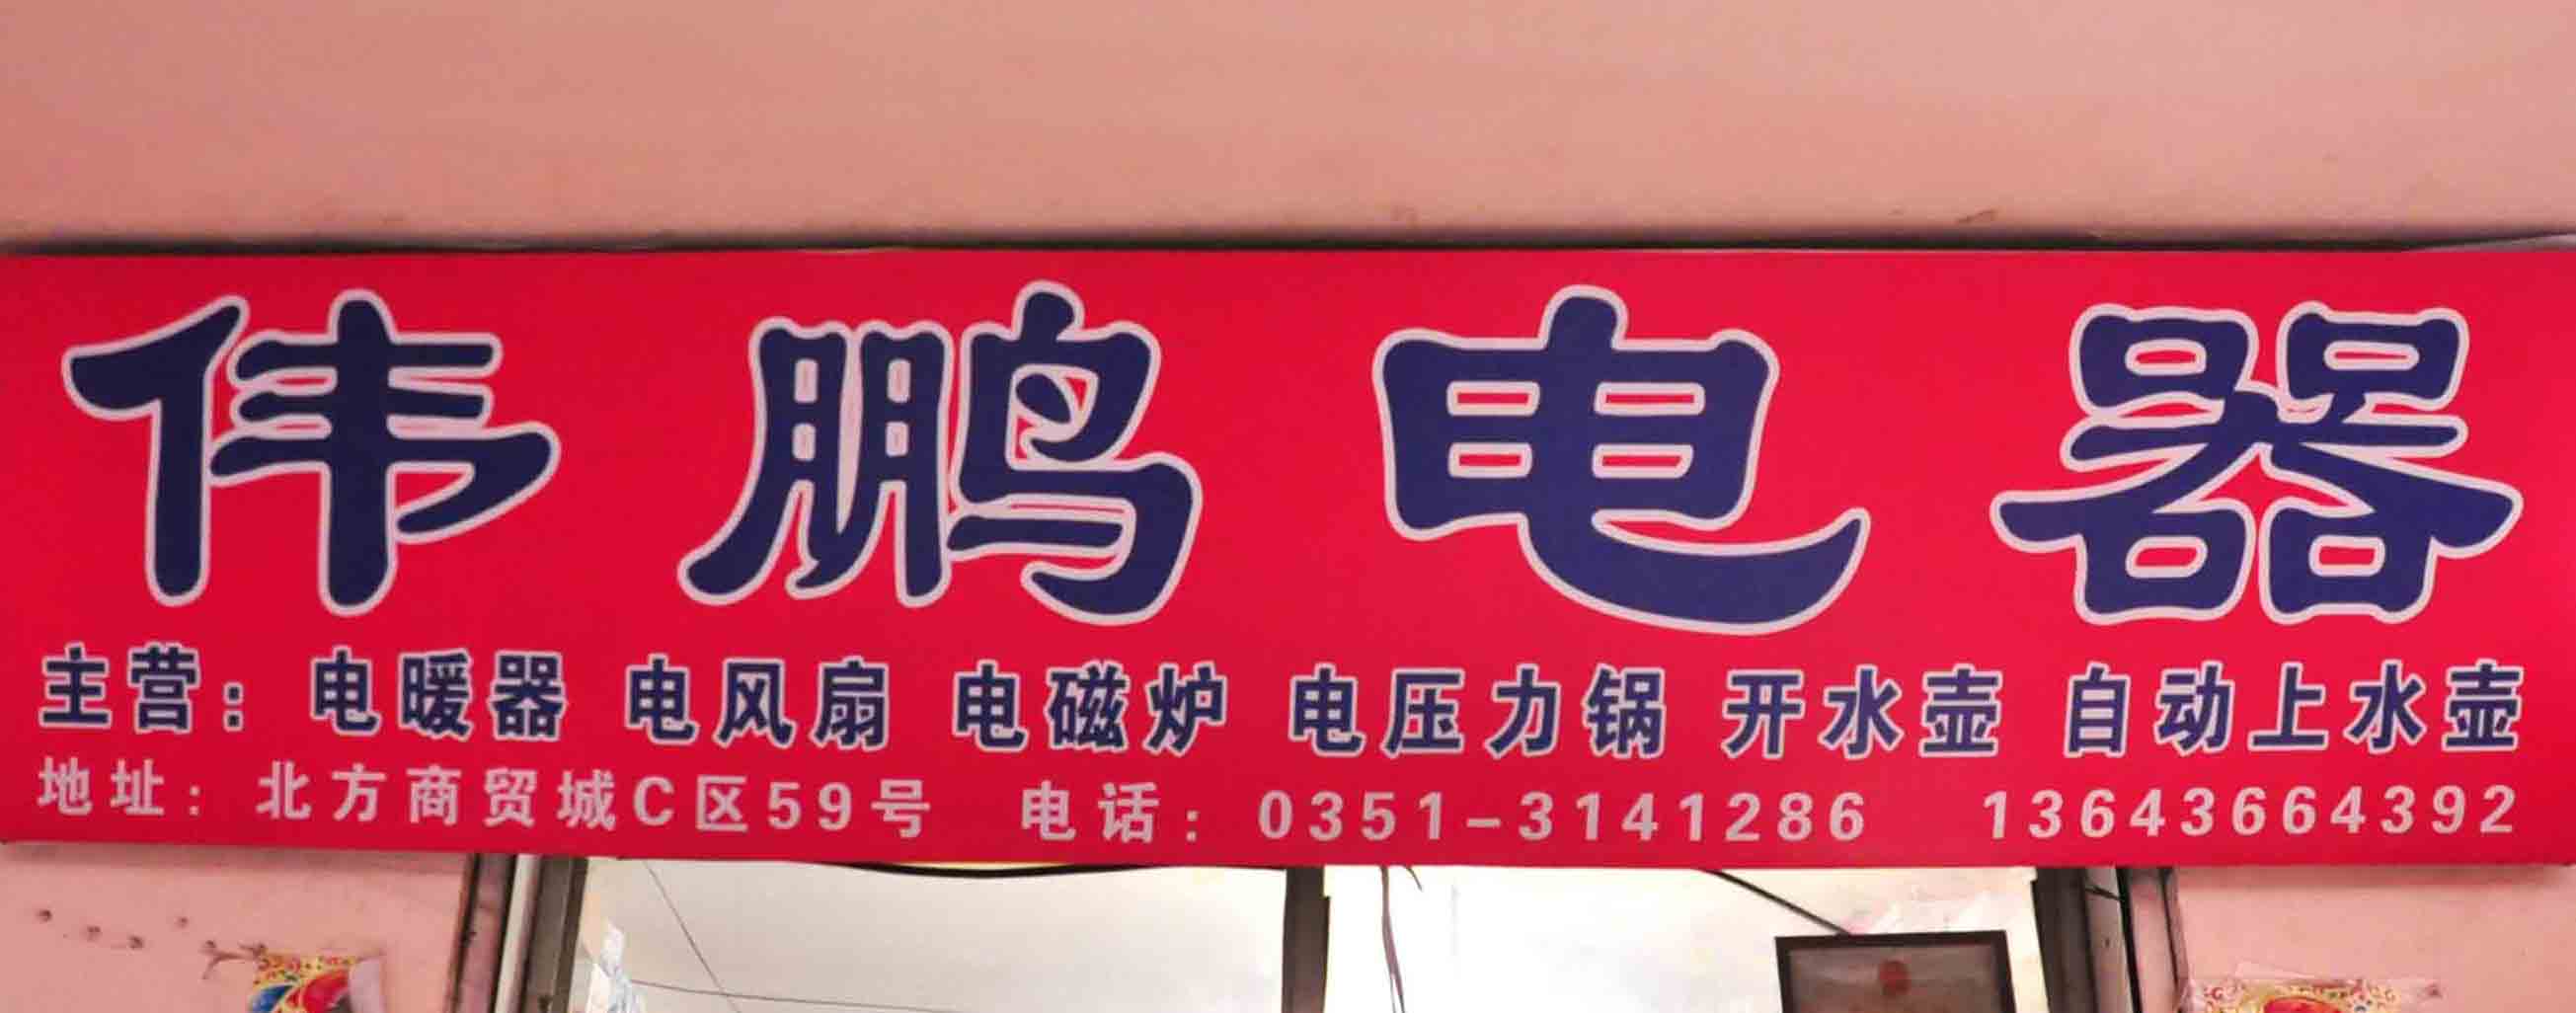 伟鹏电器
主营：电暖器 电风扇 电磁炉 电压力锅 开水壶 自动上水壶
地址：北方商贸城C区59号 电话：0351-3141286 13643664392